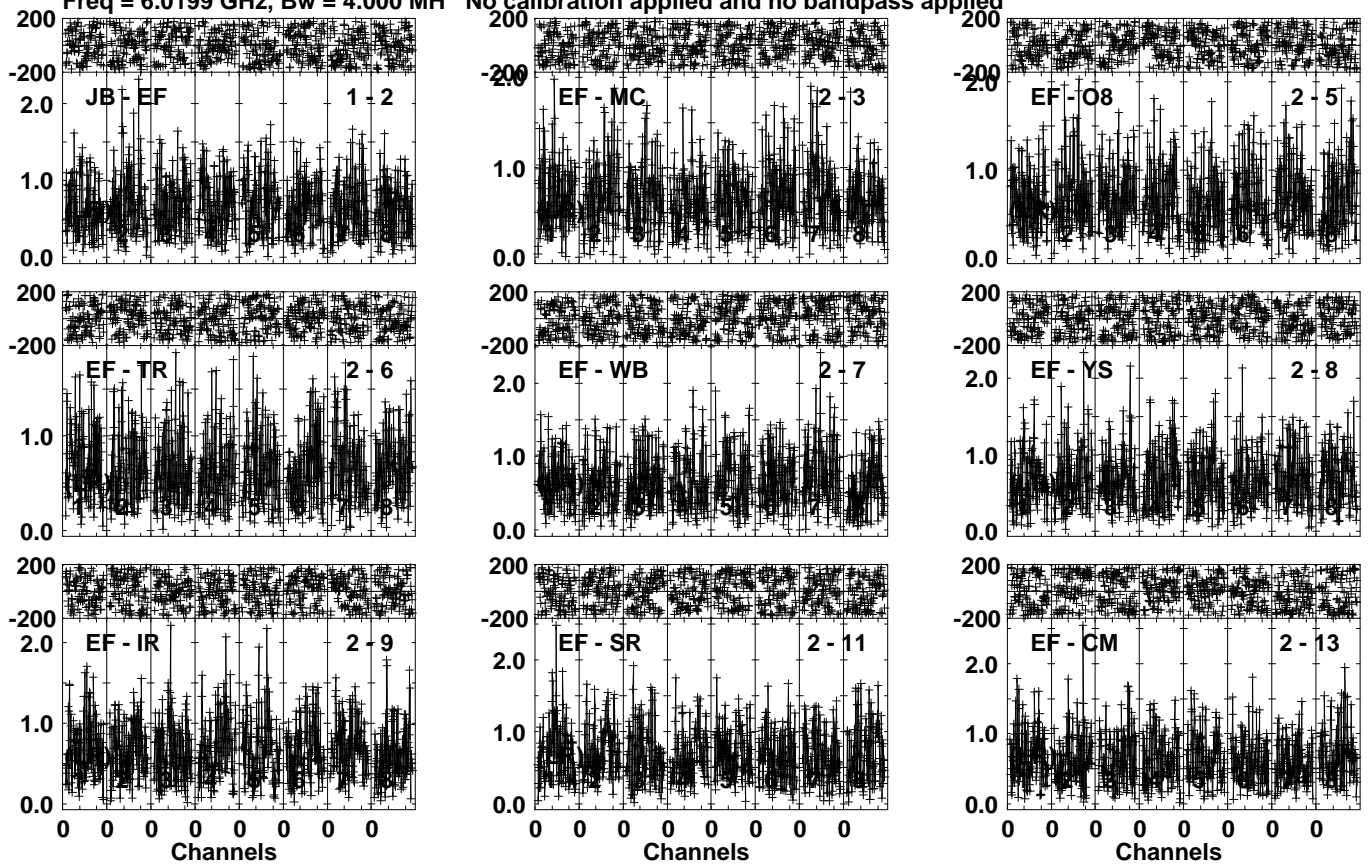 Freq = 6.0199 GHz, Bw = 4.000 MH No calibration applied and no bandpass applied
200 200 200
-200 -200 -200
2.0 2.0 2.0
JB - EF 1 - 2 EF - MC 2 - 3 EF - O8 2 - 5
1.0 1.0 1.0
0.0 0.0 0.0
200 200 200
-200 -200 -200
EF - TR 2 - 6 EF - WB 2 - 7 EF - YS 2 - 8
2.0 2.0
1.0 1.0 1.0
0.0 0.0 0.0
200 200 200
-200 -200 -200
EF - IR 2 - 9 EF - SR 2 - 11 EF - CM 2 - 13
2.0 2.0 2.0
1.0 1.0 1.0
0.0 0.0 0.0
0 0 0 0 0 0 0 0 0 0 0 0 0 0 0 0 0 0 0 0 0 0 0 0
Channels Channels Channels